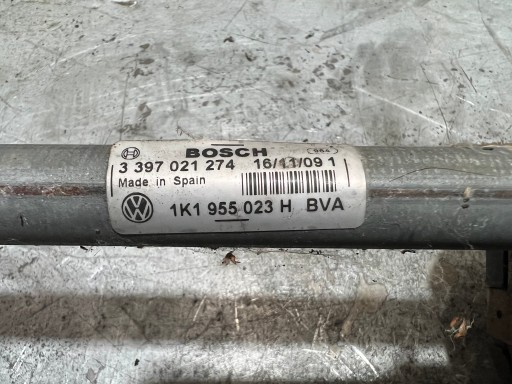 BOSCH
3 397 021 274 16/11/09 1
Made in Spain
1K1 955 023 H BVA